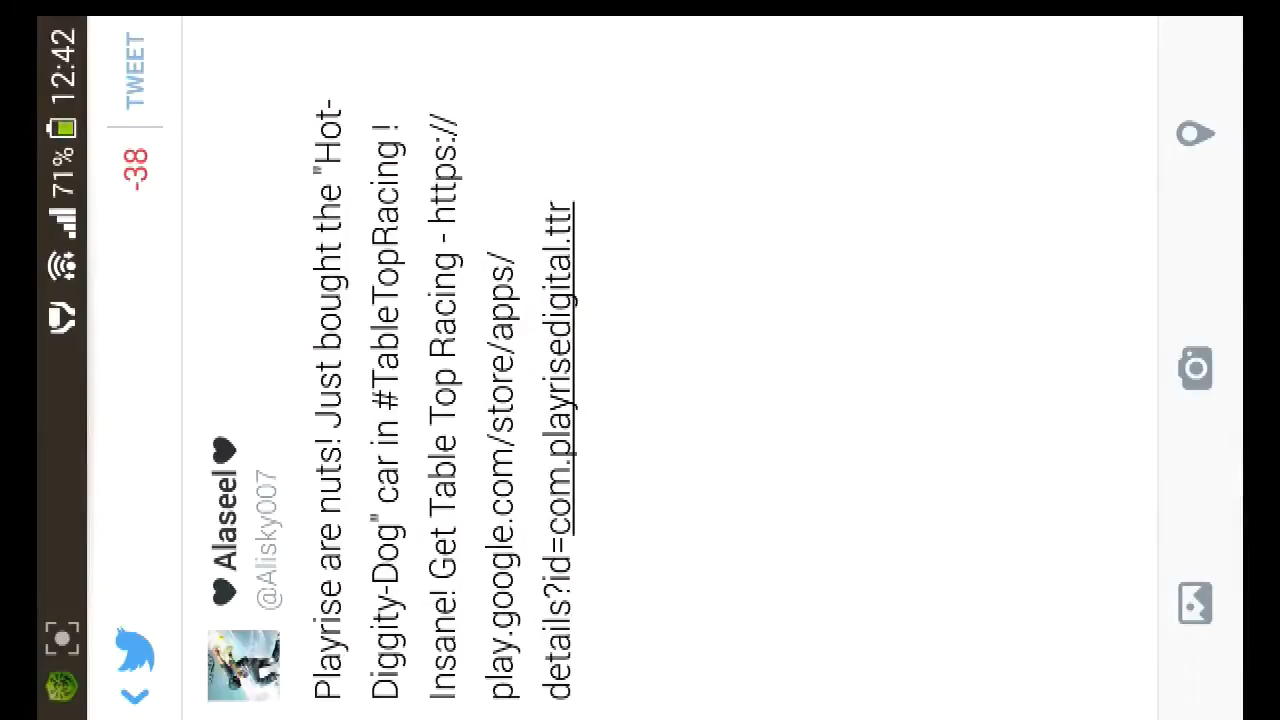 71% 12:42
-38 TWEET
♥ Alaseel ♥
@Alisky007
Playrise are nuts! Just bought the "Hot-
Diggity-Dog" car in #TableTopRacing !
Insane! Get Table Top Racing - https://
play.google.com/store/apps/
details?id=com.playrisedigital.ttr